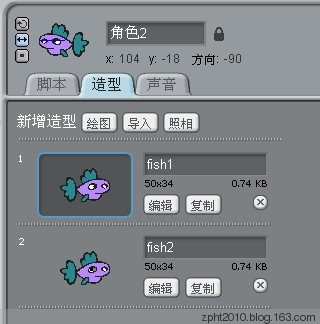 角色2
x: 104 y: -18 方向: -90
脚本 造型 声音
新增造型 绘图 导入 照相
1
fish1
50x34 0.74 KB
编辑 复制
2
fish2
50x34 0.74 KB
编辑 复制
zpht2010.blog.163.com